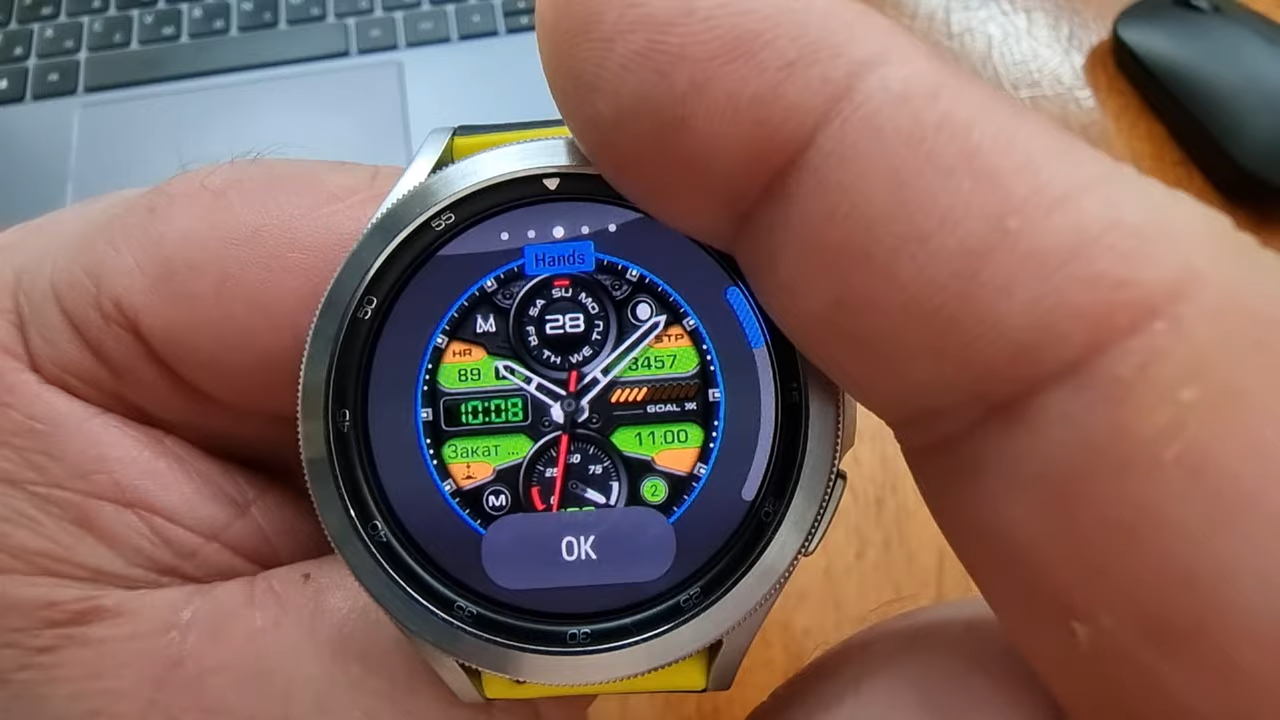 55
50
45
40
35
30
25
20
Hands
SA SU MO
FR 28 TU
TH WE
HR
STP
89
3457
10:08
GOAL
Закат ...
11:00
25 50 75
M
2
OK